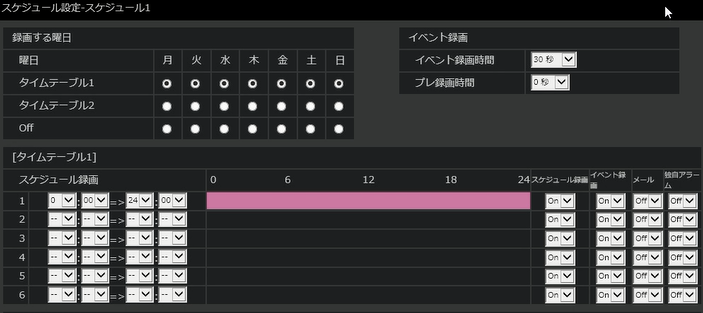 スケジュール設定-スケジュール1
録画する曜日
曜日 月 火 水 木 金 土 日
タイムテーブル1
タイムテーブル2
Off
イベント録画
イベント録画時間 30 秒
プレ録画時間 0 秒
[タイムテーブル1]
スケジュール録画 0 6 12 18 24 スケジュール録画 イベント録画 メール 独自アラーム
1 0 : 00 => 24 : 00 On On Off Off
2 -- : -- => -- : -- On On Off Off
3 -- : -- => -- : -- On On Off Off
4 -- : -- => -- : -- On On Off Off
5 -- : -- => -- : -- On On Off Off
6 -- : -- => -- : -- On On Off Off